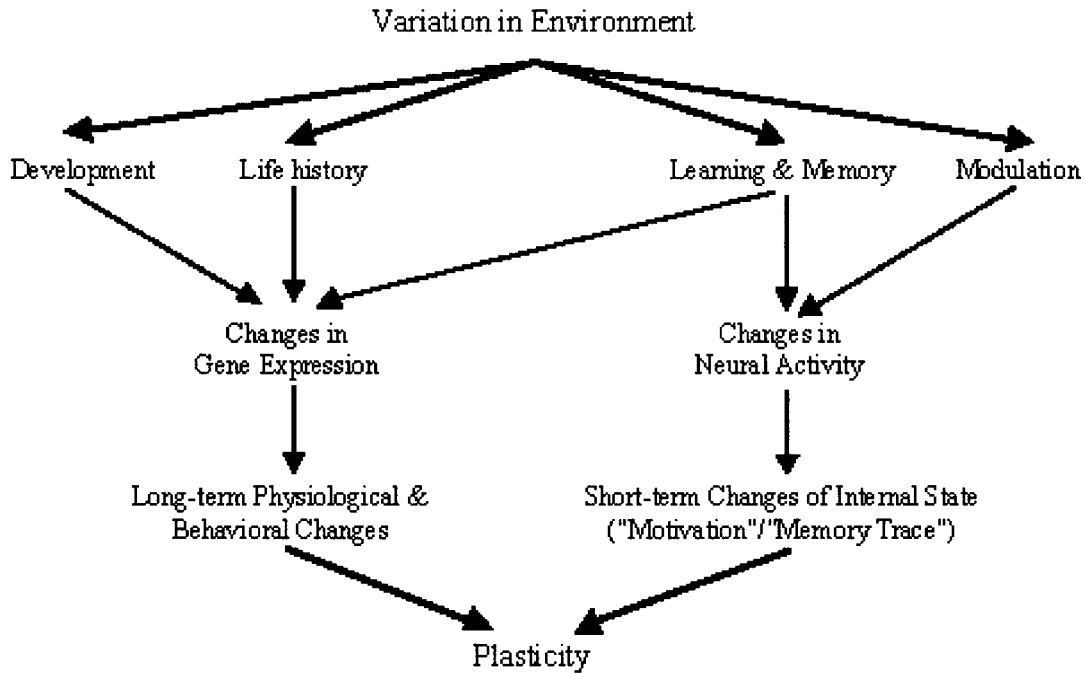 Variation in Environment
Development
Life history
Learning & Memory
Modulation
Changes in
Gene Expression
Changes in
Neural Activity
Long-term Physiological &
Behavioral Changes
Short-term Changes of Internal State
("Motivation"/"Memory Trace")
Plasticity